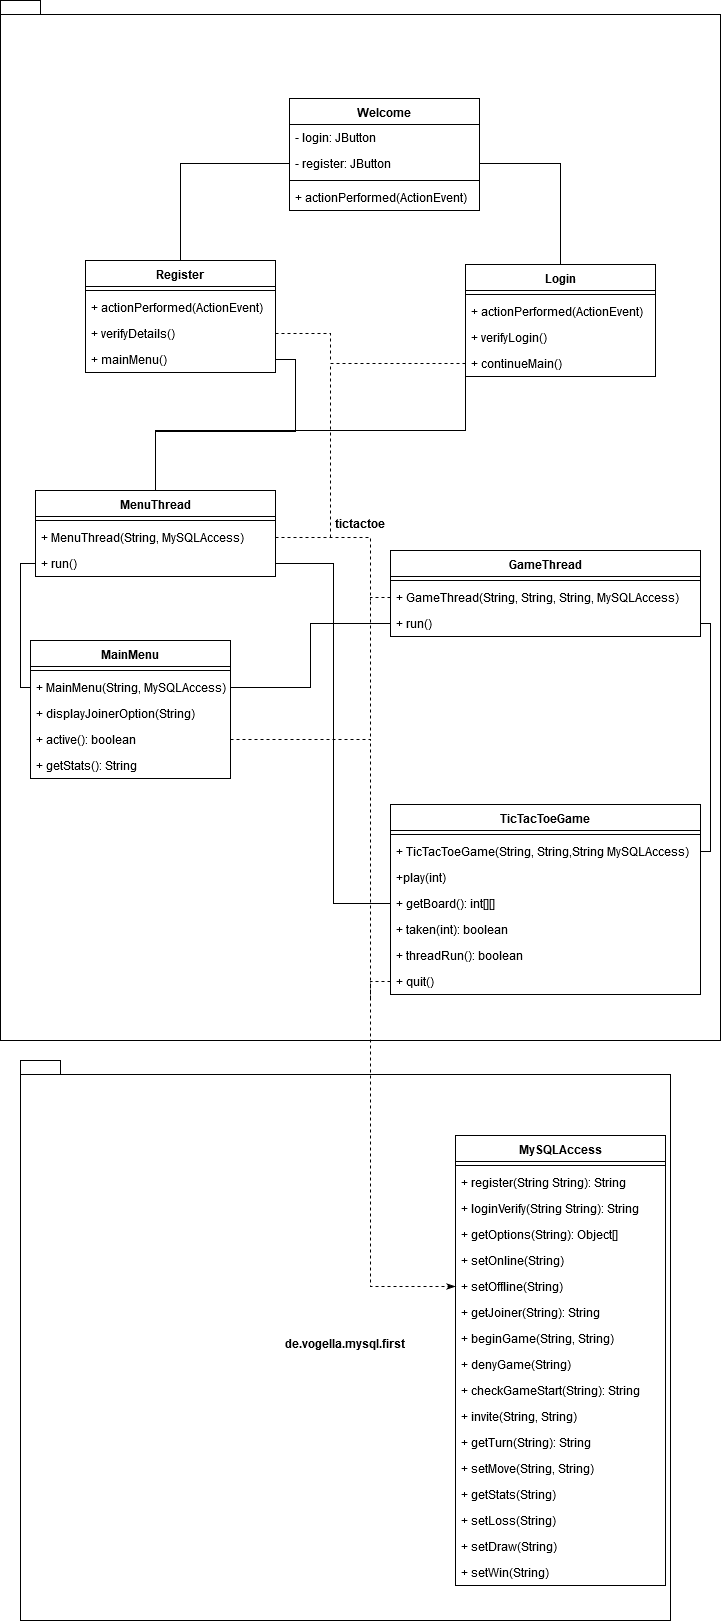 Welcome
- login: JButton
- register: JButton
+ actionPerformed(ActionEvent)
Register
+ actionPerformed(ActionEvent)
+ verifyDetails()
+ mainMenu()
Login
+ actionPerformed(ActionEvent)
+ verifyLogin()
+ continueMain()
MenuThread
+ MenuThread(String, MySQLAccess)
+ run()
tictactoe
GameThread
+ GameThread(String, String, String, MySQLAccess)
+ run()
MainMenu
+ MainMenu(String, MySQLAccess)
+ displayJoinerOption(String)
+ active(): boolean
+ getStats(): String
TicTacToeGame
+ TicTacToeGame(String, String,String MySQLAccess)
+play(int)
+ getBoard(): int[][]
+ taken(int): boolean
+ threadRun(): boolean
+ quit()
MySQLAccess
+ register(String String): String
+ loginVerify(String String): String
+ getOptions(String): Object[]
+ setOnline(String)
+ setOffline(String)
+ getJoiner(String): String
+ beginGame(String, String)
+ denyGame(String)
+ checkGameStart(String): String
+ invite(String, String)
+ getTurn(String): String
+ setMove(String, String)
+ getStats(String)
+ setLoss(String)
+ setDraw(String)
+ setWin(String)
de.vogella.mysql.first